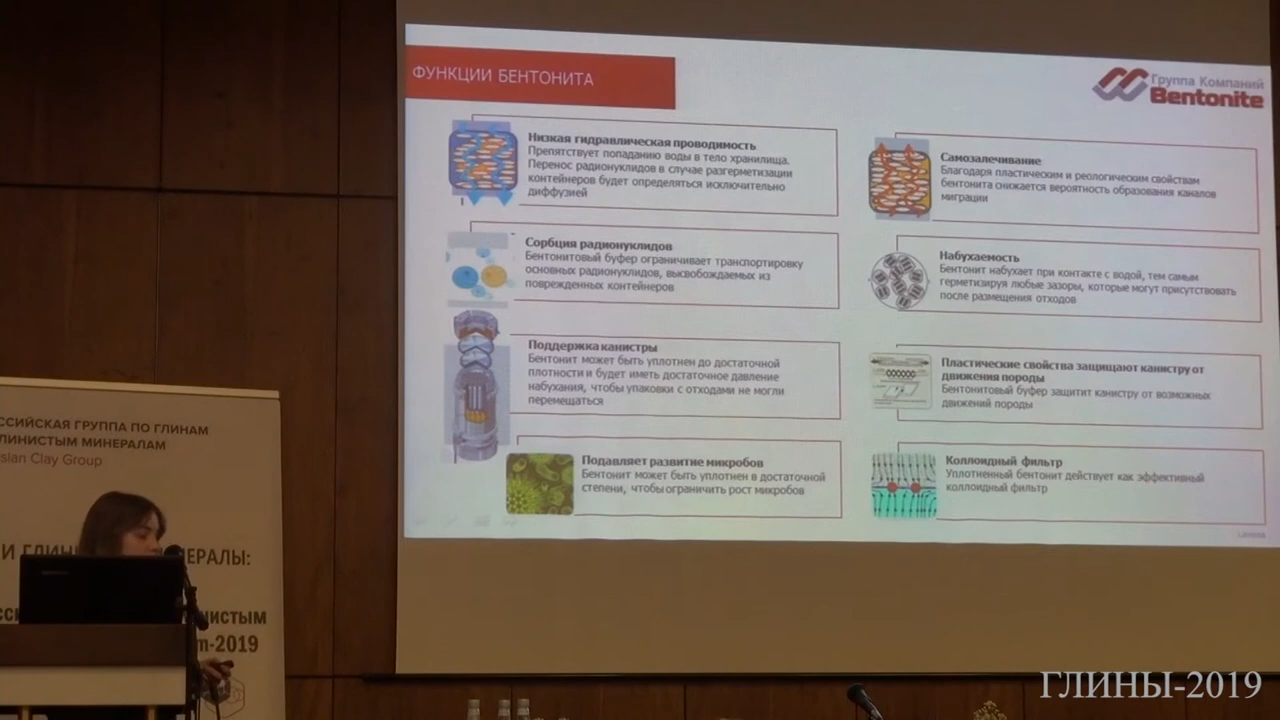 ФУНКЦИИ БЕНТОНИТА
Группа Компаний
Bentonite
Низкая гидравлическая проводимость
Препятствует попаданию воды в тело хранилища.
Перенос радионуклидов в случае разгерметизации
контейнеров будет определяться исключительно
диффузией
Сорбция радионуклидов
Бентонитовый буфер ограничивает транспортировку
основных радионуклидов, высвобождаемых из
поврежденных контейнеров
Поддержка канистры
Бентонит может быть уплотнен до достаточной
плотности и будет иметь достаточное давление
набухания, чтобы упаковки с отходами не могли
перемещаться
Подавляет развитие микробов
Бентонит может быть уплотнен в достаточной
степени, чтобы ограничить рост микробов
Самозалечивание
Благодаря пластическим и реологическим свойствам
бентонита снижается вероятность образования каналов
миграции
Набухаемость
Бентонит набухает при контакте с водой, тем самым
герметизируя любые зазоры, которые могут присутствовать
после размещения отходов
Пластические свойства защищают канистру от
движения породы
Бентонитовый буфер защитит канистру от возможных
движений породы
Коллоидный фильтр
Уплотненный бентонит действует как эффективный
коллоидный фильтр
ССИЙСКАЯ ГРУППА ПО ГЛИНАМ
ЛИНИСТЫМ МИНЕРАЛАМ
sian Clay Group
И ГЛИН ЕРАЛЫ:
нистым
m-2019
ГЛИНЫ-2019